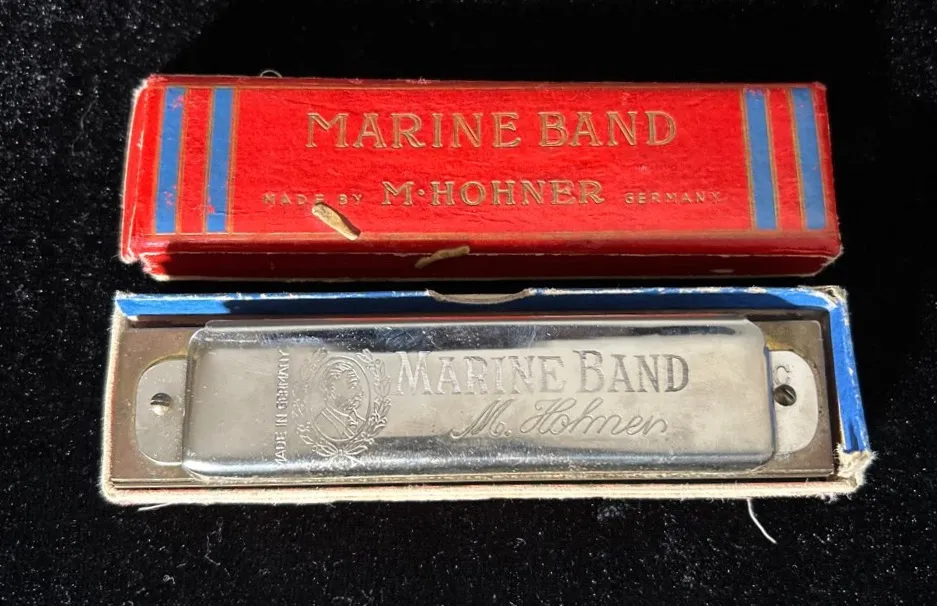 MARINE BAND
MADE BY M·HOHNER GERMANY
MADE IN GERMANY
MARINE BAND
M. Hohner